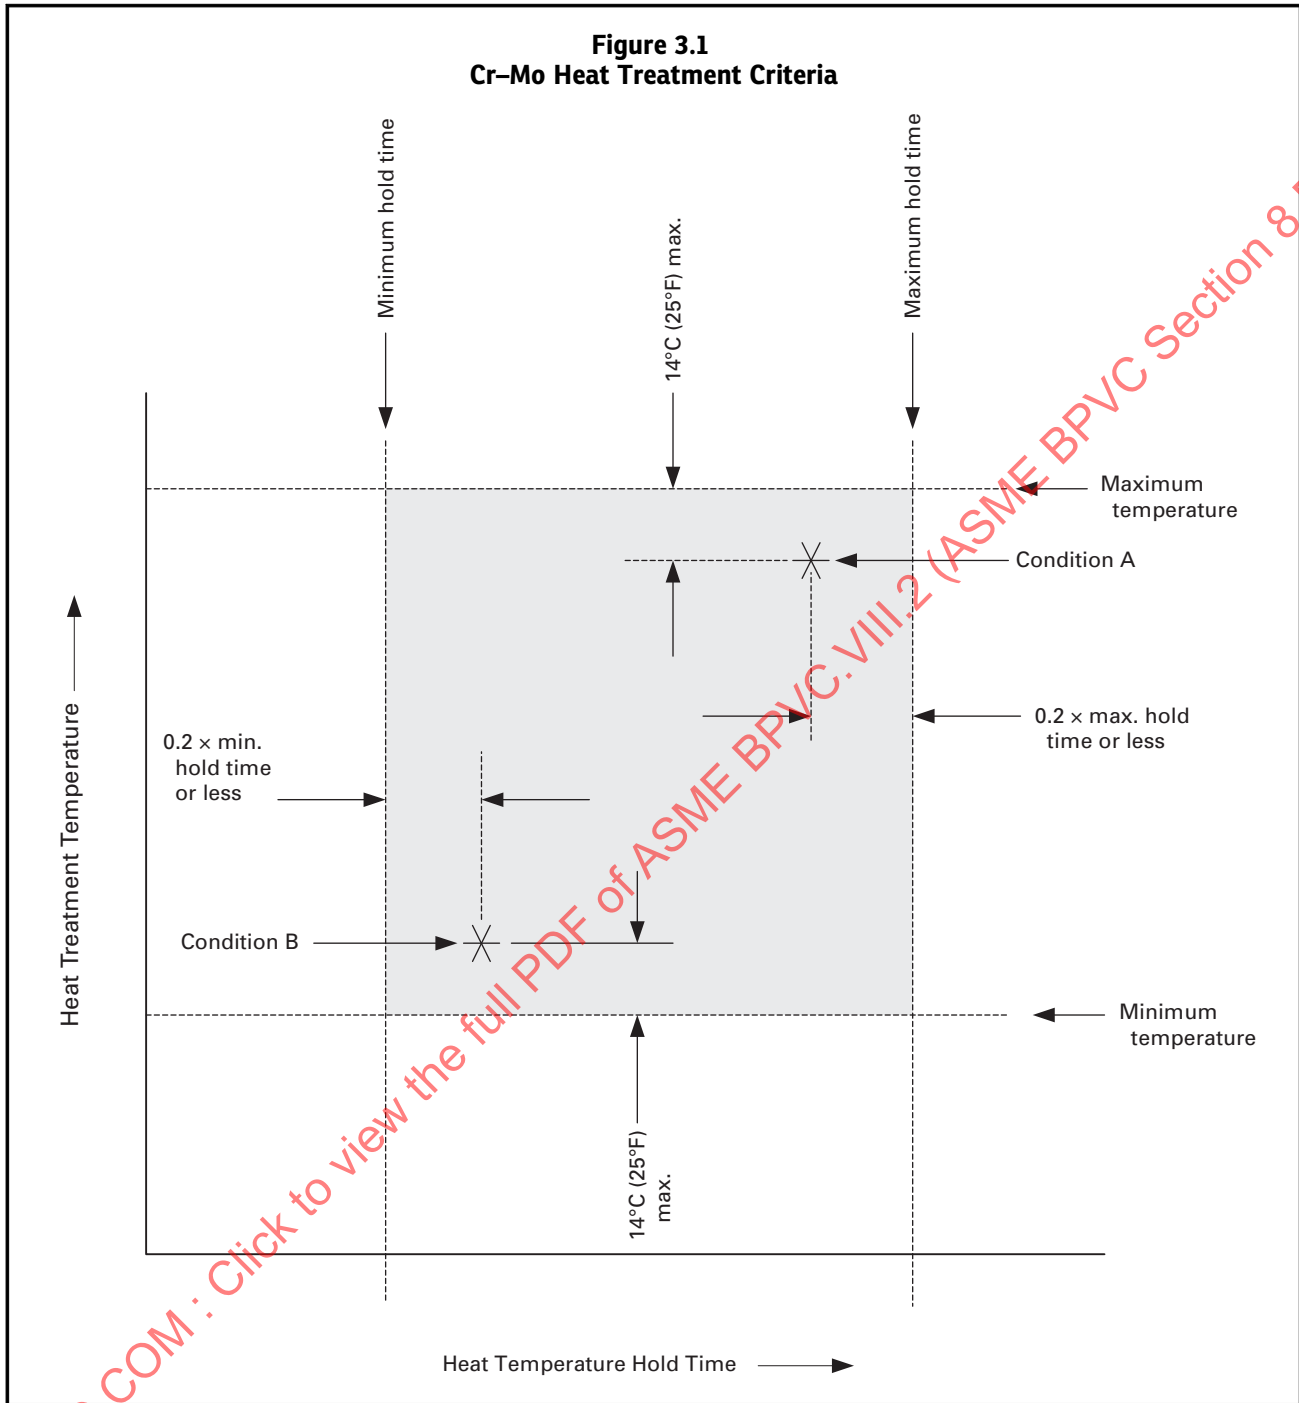 Figure 3.1
Cr–Mo Heat Treatment Criteria
Minimum hold time
14°C (25°F) max.
Maximum hold time
Maximum
temperature
Condition A
0.2 × max. hold
time or less
0.2 × min.
hold time
or less
Heat Treatment Temperature
Condition B
Minimum
temperature
14°C (25°F)
max.
Heat Temperature Hold Time
COM : Click to view the full PDF of ASME BPVC.VIII.2 (ASME BPVC Section 8